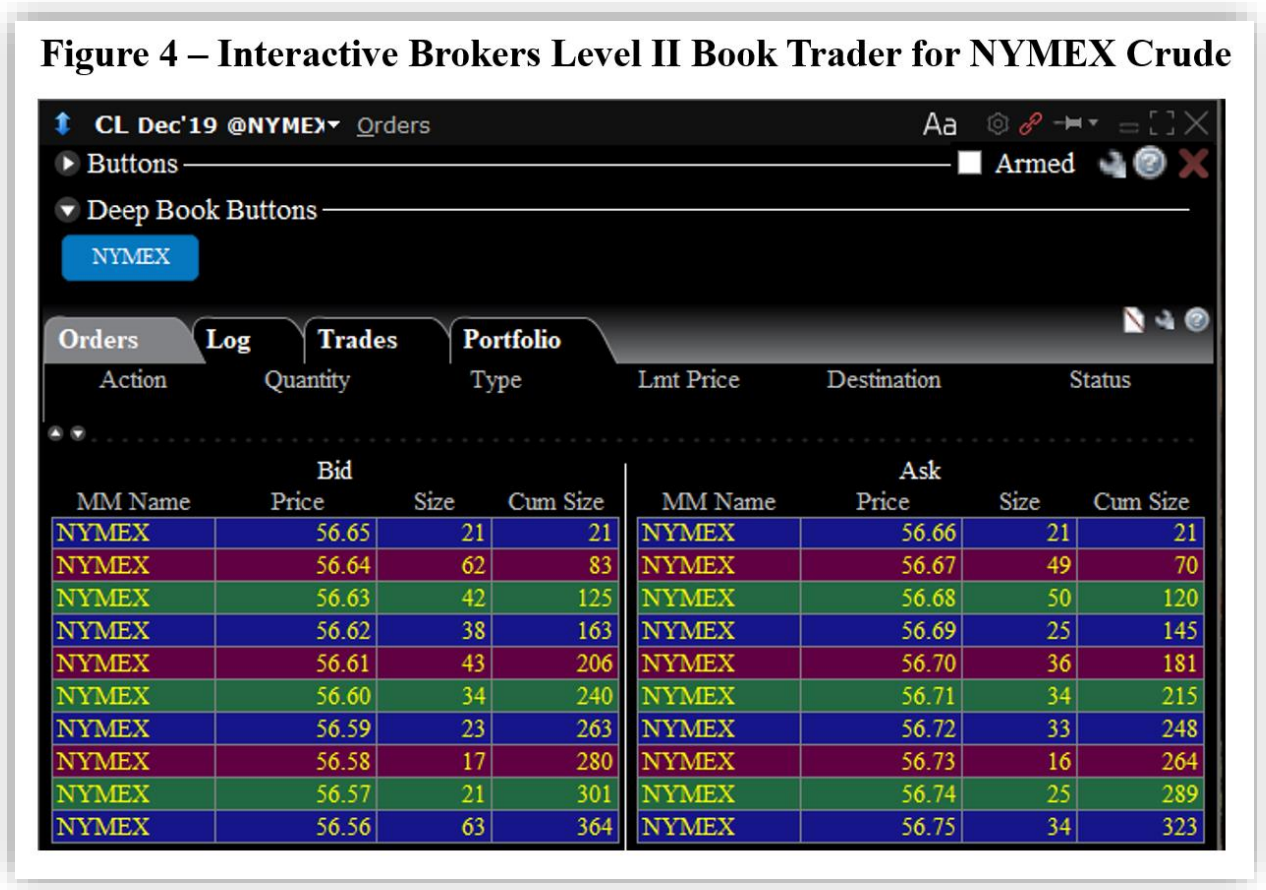 Figure 4 – Interactive Brokers Level II Book Trader for NYMEX Crude
CL Dec'19 @NYMEX Orders Aa
Buttons Armed
Deep Book Buttons
NYMEX
Orders Log Trades Portfolio
Action Quantity Type Lmt Price Destination Status
Bid Ask
MM Name Price Size Cum Size MM Name Price Size Cum Size
NYMEX 56.65 21 21 NYMEX 56.66 21 21
NYMEX 56.64 62 83 NYMEX 56.67 49 70
NYMEX 56.63 42 125 NYMEX 56.68 50 120
NYMEX 56.62 38 163 NYMEX 56.69 25 145
NYMEX 56.61 43 206 NYMEX 56.70 36 181
NYMEX 56.60 34 240 NYMEX 56.71 34 215
NYMEX 56.59 23 263 NYMEX 56.72 33 248
NYMEX 56.58 17 280 NYMEX 56.73 16 264
NYMEX 56.57 21 301 NYMEX 56.74 25 289
NYMEX 56.56 63 364 NYMEX 56.75 34 323